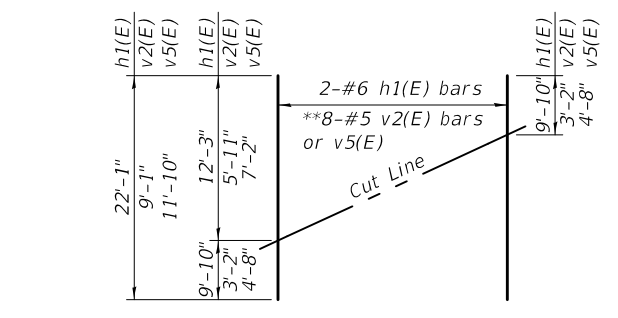 h1(E)
v2(E)
v5(E)
h1(E)
v2(E)
v5(E)
h1(E)
v2(E)
v5(E)
2-#6 h1(E) bars
**8-#5 v2(E) bars
or v5(E)
Cut Line
22'-1"
9'-1"
11'-10"
12'-3"
5'-11"
7'-2"
9'-10"
3'-2"
4'-8"
9'-10"
3'-2"
4'-8"